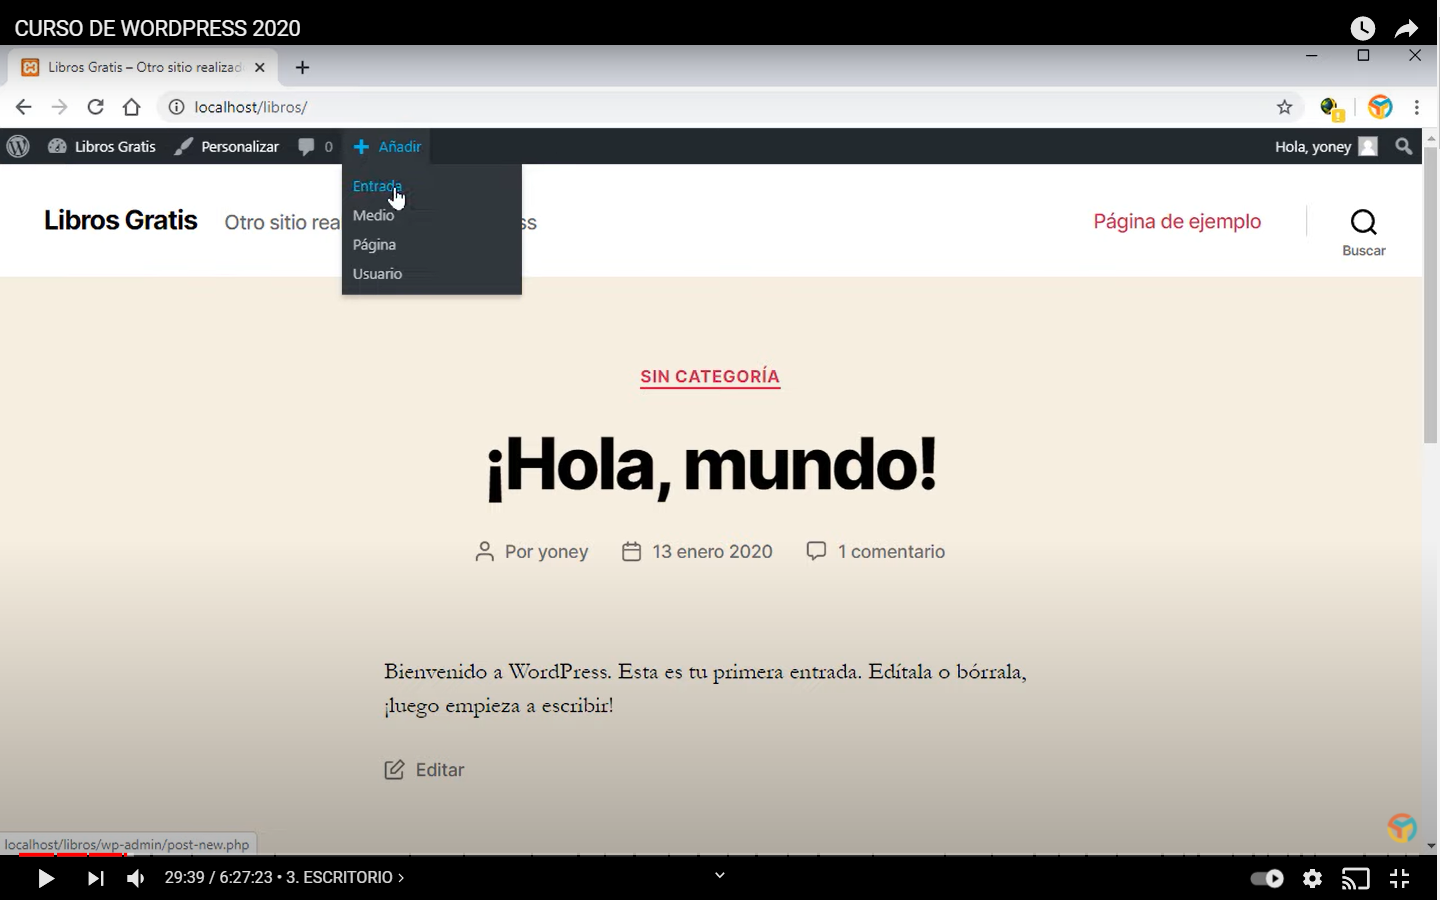 CURSO DE WORDPRESS 2020
Libros Gratis – Otro sitio realizad
localhost/libros/
Libros Gratis
Personalizar
0
Añadir
Hola, yoney
Entrada
Medio
Página
Usuario
Libros Gratis
Otro sitio rea
ss
Página de ejemplo
Buscar
SIN CATEGORÍA
¡Hola, mundo!
Por yoney
13 enero 2020
1 comentario
Bienvenido a WordPress. Esta es tu primera entrada. Edítala o bórrala,
¡luego empieza a escribir!
Editar
localhost/libros/wp-admin/post-new.php
29:39 / 6:27:23 • 3. ESCRITORIO >